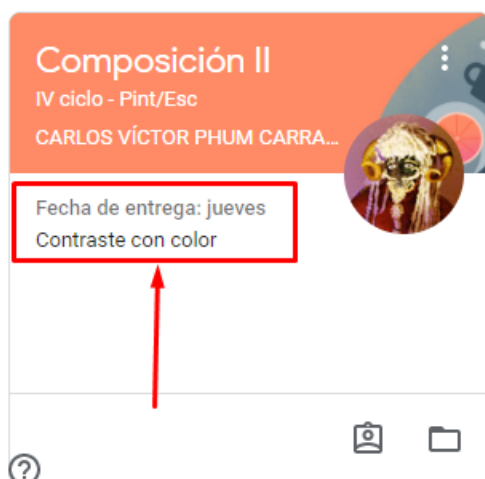 Composición II
IV ciclo - Pint/Esc
CARLOS VÍCTOR PHUM CARRA...
Fecha de entrega: jueves
Contraste con color